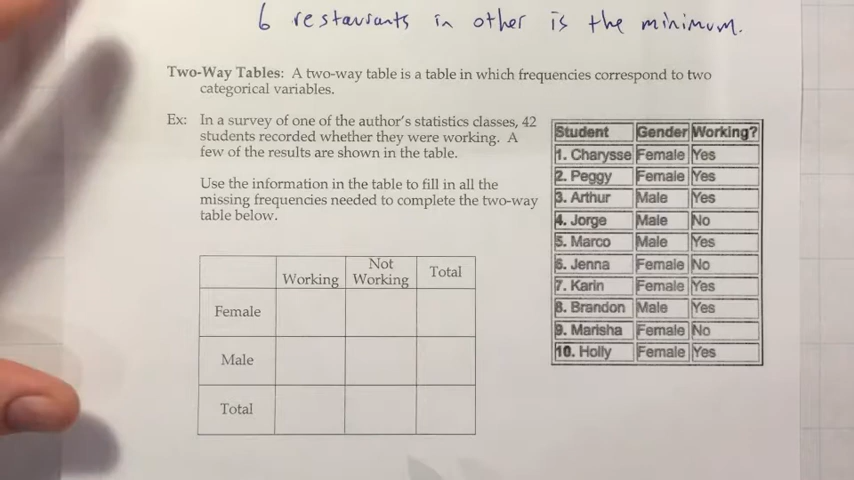 6 restaurants in other is the minimum.
Two-Way Tables: A two-way table is a table in which frequencies correspond to two
categorical variables.
Ex: In a survey of one of the author's statistics classes, 42
students recorded whether they were working. A
few of the results are shown in the table.
Use the information in the table to fill in all the
missing frequencies needed to complete the two-way
table below.
Working Not Working Total
Female
Male
Total
Student Gender Working?
1. Charysse Female Yes
2. Peggy Female Yes
3. Arthur Male Yes
4. Jorge Male No
5. Marco Male Yes
6. Jenna Female No
7. Karin Female Yes
8. Brandon Male Yes
9. Marisha Female No
10. Holly Female Yes